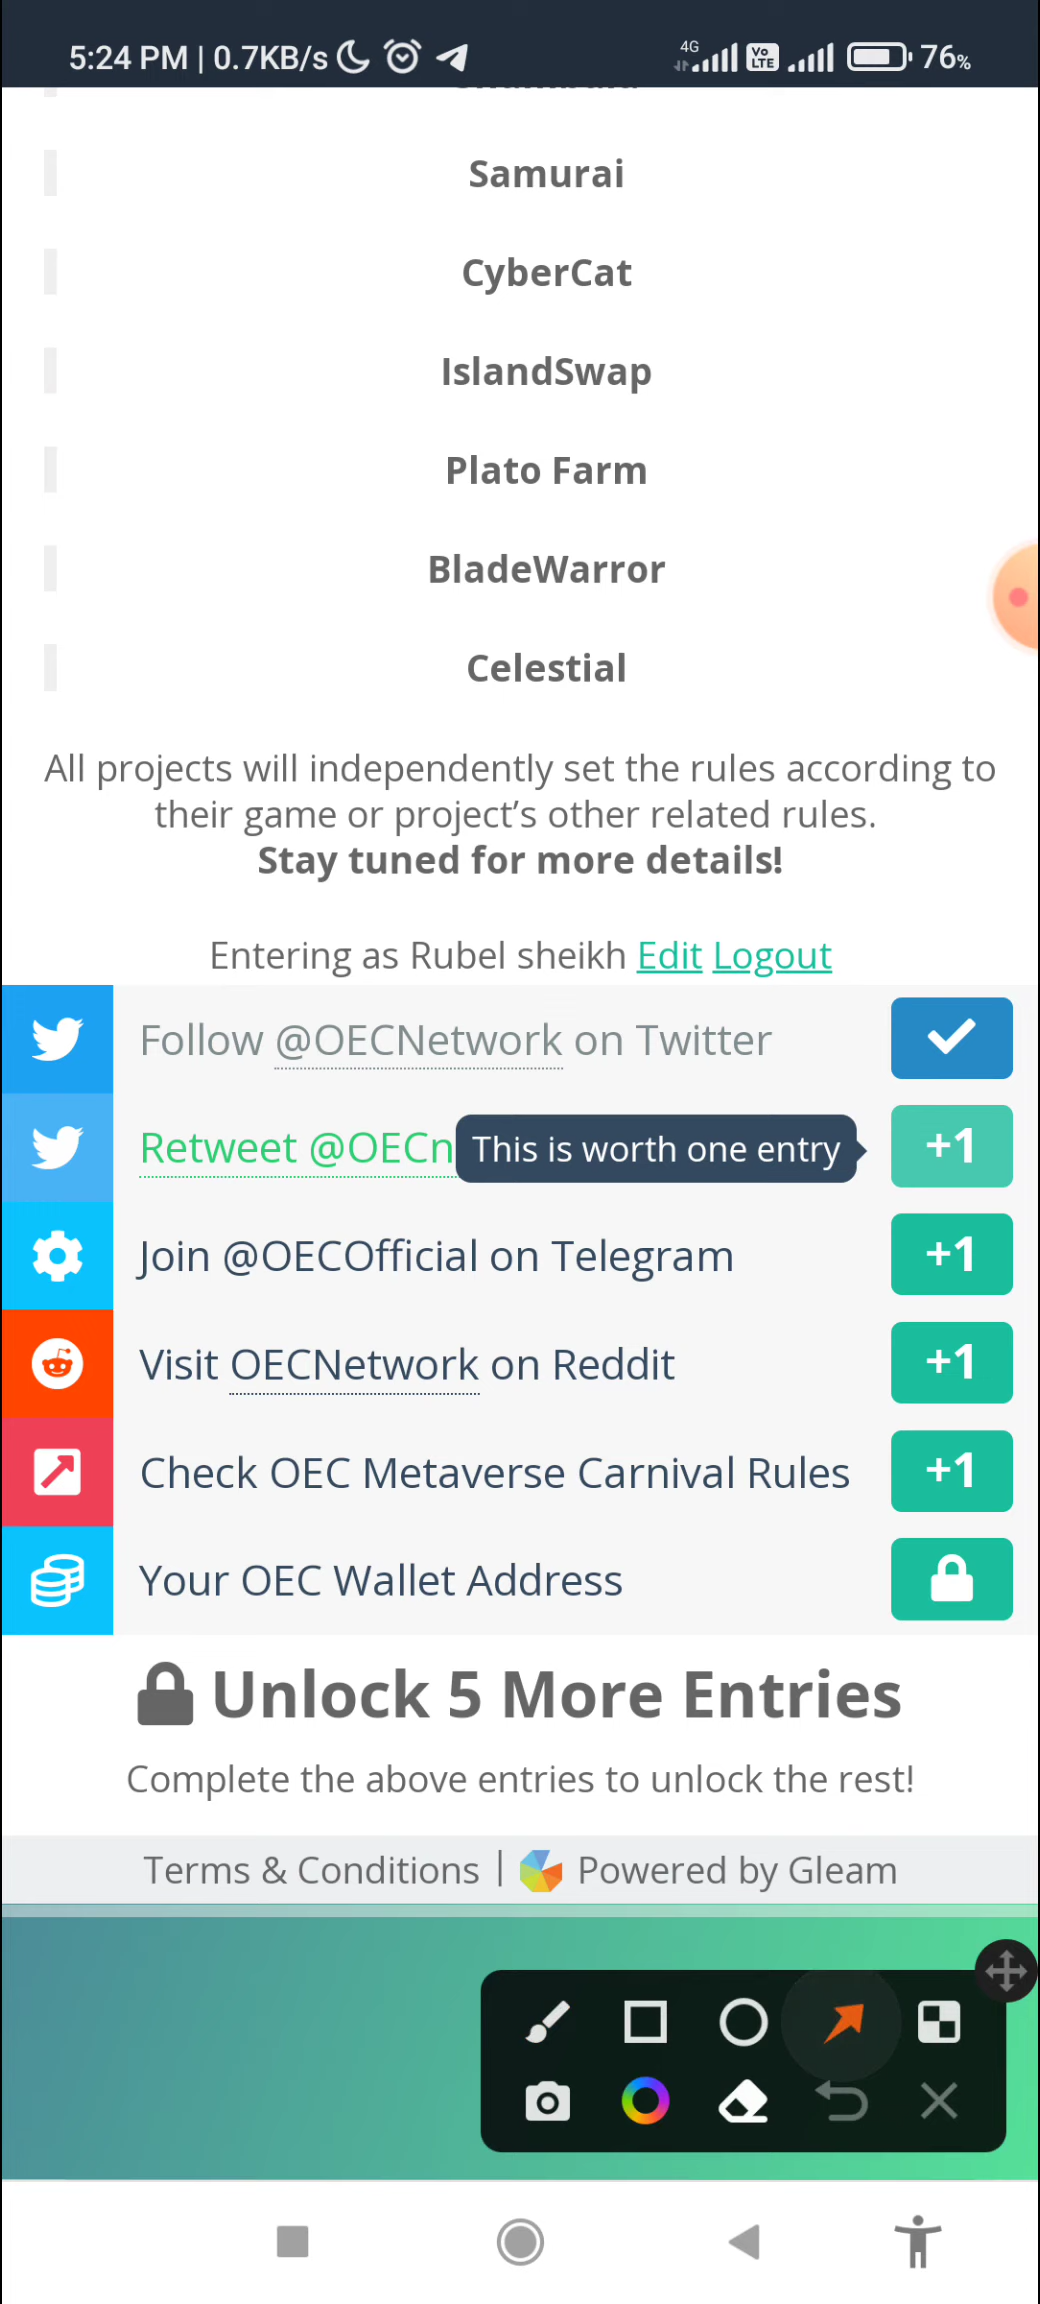 5:24 PM | 0.7KB/s 4G Vo LTE 76%
Samurai
CyberCat
IslandSwap
Plato Farm
BladeWarror
Celestial
All projects will independently set the rules according to
their game or project's other related rules.
Stay tuned for more details!
Entering as Rubel sheikh Edit Logout
Follow @OECNetwork on Twitter
Retweet @OECn This is worth one entry +1
Join @OECOfficial on Telegram +1
Visit OECNetwork on Reddit +1
Check OEC Metaverse Carnival Rules +1
Your OEC Wallet Address
Unlock 5 More Entries
Complete the above entries to unlock the rest!
Terms & Conditions | Powered by Gleam